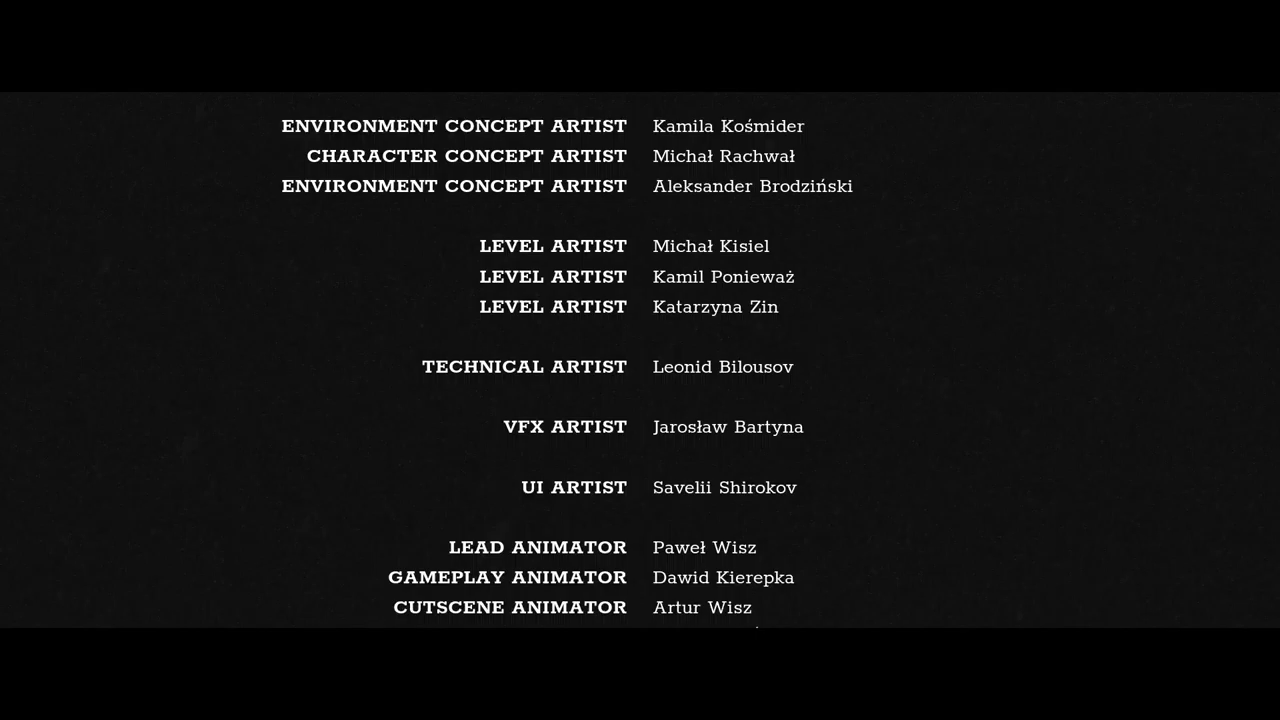 ENVIRONMENT CONCEPT ARTIST Kamila Kośmider
CHARACTER CONCEPT ARTIST Michał Rachwał
ENVIRONMENT CONCEPT ARTIST Aleksander Brodziński
LEVEL ARTIST Michał Kisiel
LEVEL ARTIST Kamil Ponieważ
LEVEL ARTIST Katarzyna Zin
TECHNICAL ARTIST Leonid Bilousov
VFX ARTIST Jarosław Bartyna
UI ARTIST Savelii Shirokov
LEAD ANIMATOR Paweł Wisz
GAMEPLAY ANIMATOR Dawid Kierepka
CUTSCENE ANIMATOR Artur Wisz